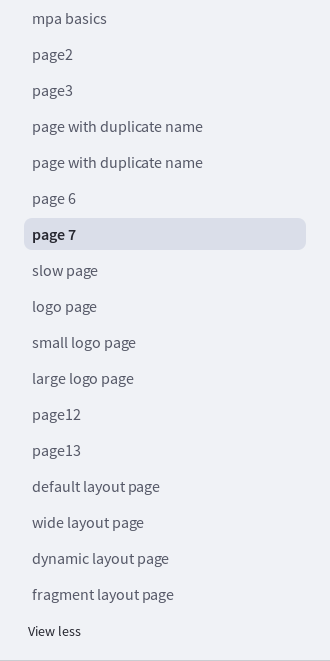 mpa basics
page2
page3
page with duplicate name
page with duplicate name
page 6
page 7
slow page
logo page
small logo page
large logo page
page12
page13
default layout page
wide layout page
dynamic layout page
fragment layout page
View less